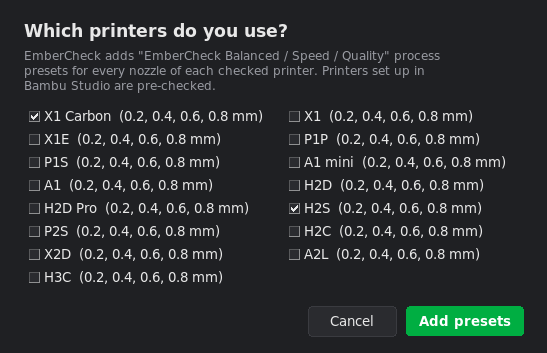 Which printers do you use?
EmberCheck adds "EmberCheck Balanced / Speed / Quality" process
presets for every nozzle of each checked printer. Printers set up in
Bambu Studio are pre-checked.
X1 Carbon (0.2, 0.4, 0.6, 0.8 mm)
X1 (0.2, 0.4, 0.6, 0.8 mm)
X1E (0.2, 0.4, 0.6, 0.8 mm)
P1P (0.2, 0.4, 0.6, 0.8 mm)
P1S (0.2, 0.4, 0.6, 0.8 mm)
A1 mini (0.2, 0.4, 0.6, 0.8 mm)
A1 (0.2, 0.4, 0.6, 0.8 mm)
H2D (0.2, 0.4, 0.6, 0.8 mm)
H2D Pro (0.2, 0.4, 0.6, 0.8 mm)
H2S (0.2, 0.4, 0.6, 0.8 mm)
P2S (0.2, 0.4, 0.6, 0.8 mm)
H2C (0.2, 0.4, 0.6, 0.8 mm)
X2D (0.2, 0.4, 0.6, 0.8 mm)
A2L (0.2, 0.4, 0.6, 0.8 mm)
H3C (0.2, 0.4, 0.6, 0.8 mm)
Cancel
Add presets